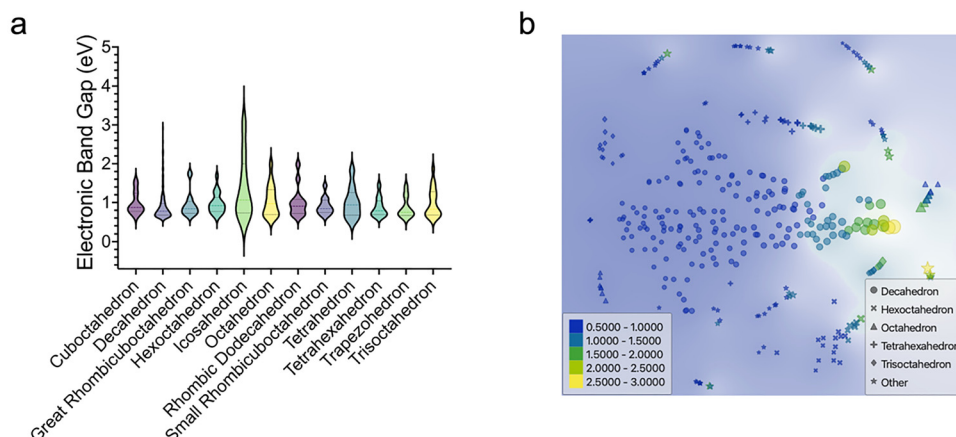 a
Electronic Band Gap (eV)
5
4
3
2
1
0
Cuboctahedron
Decahedron
Great Rhombicuboctahedron
Hexoctahedron
Icosahedron
Octahedron
Rhombic Dodecahedron
Small Rhombicuboctahedron
Tetrahedron
Tetrahexahedron
Trapezohedron
Trisoctahedron
b
0.5000 - 1.0000
1.0000 - 1.5000
1.5000 - 2.0000
2.0000 - 2.5000
2.5000 - 3.0000
Decahedron
Hexoctahedron
Octahedron
Tetrahexahedron
Trisoctahedron
Other